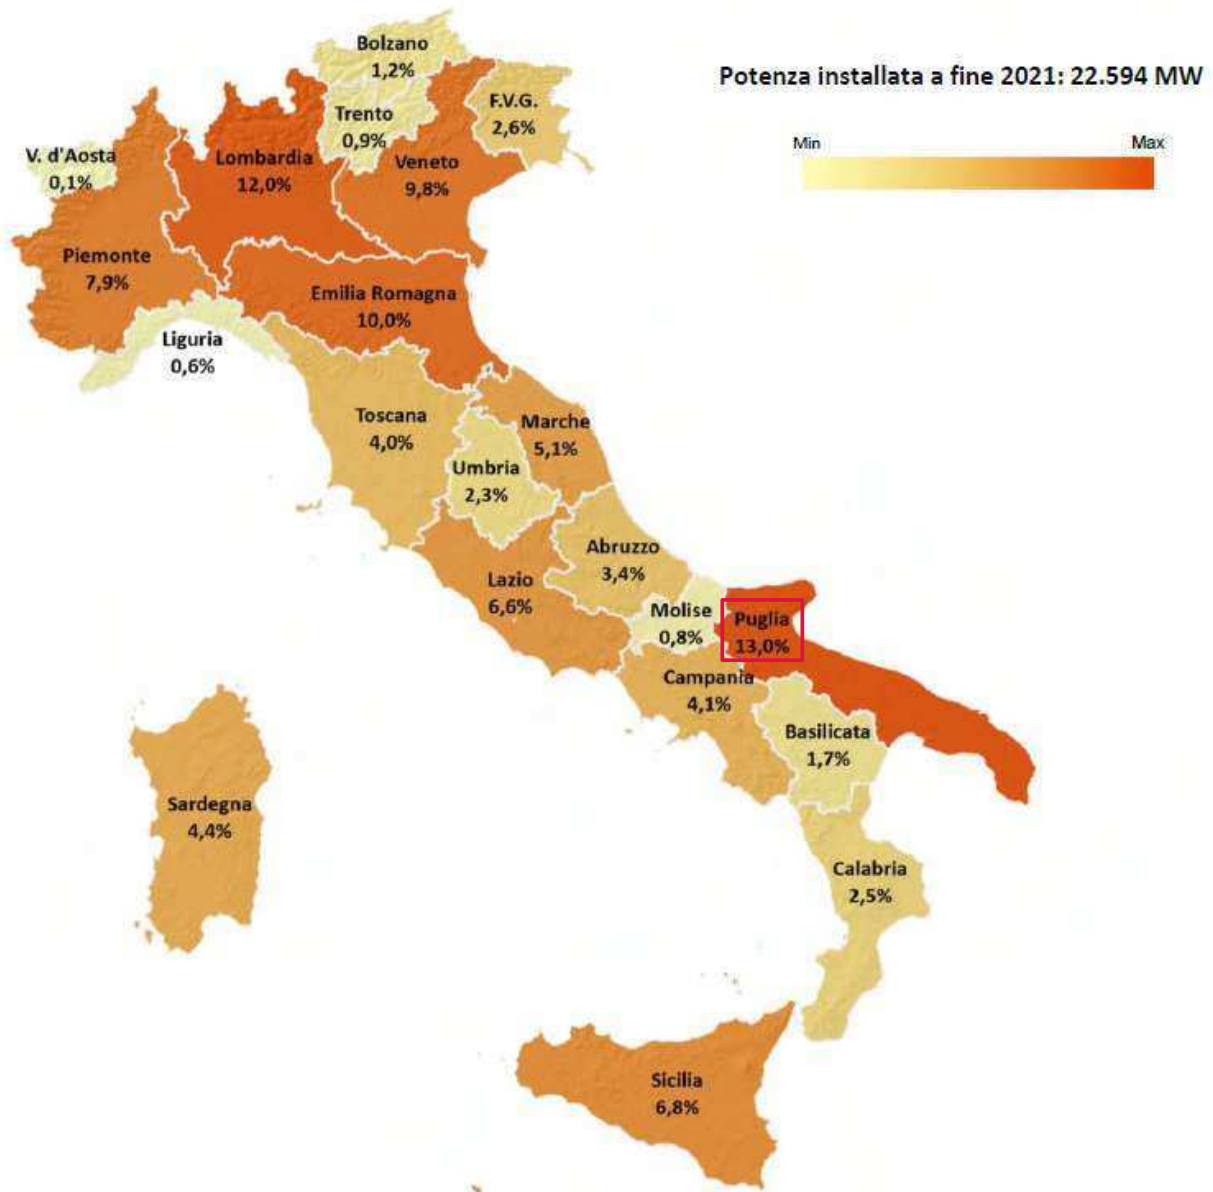 Potenza installata a fine 2021: 22.594 MW
Min
Max
Bolzano
1,2%
Trento
0,9%
F.V.G.
2,6%
V. d'Aosta
0,1%
Lombardia
12,0%
Veneto
9,8%
Piemonte
7,9%
Emilia Romagna
10,0%
Liguria
0,6%
Toscana
4,0%
Marche
5,1%
Umbria
2,3%
Abruzzo
3,4%
Lazio
6,6%
Molise
0,8%
Puglia
13,0%
Campania
4,1%
Basilicata
1,7%
Sardegna
4,4%
Calabria
2,5%
Sicilia
6,8%